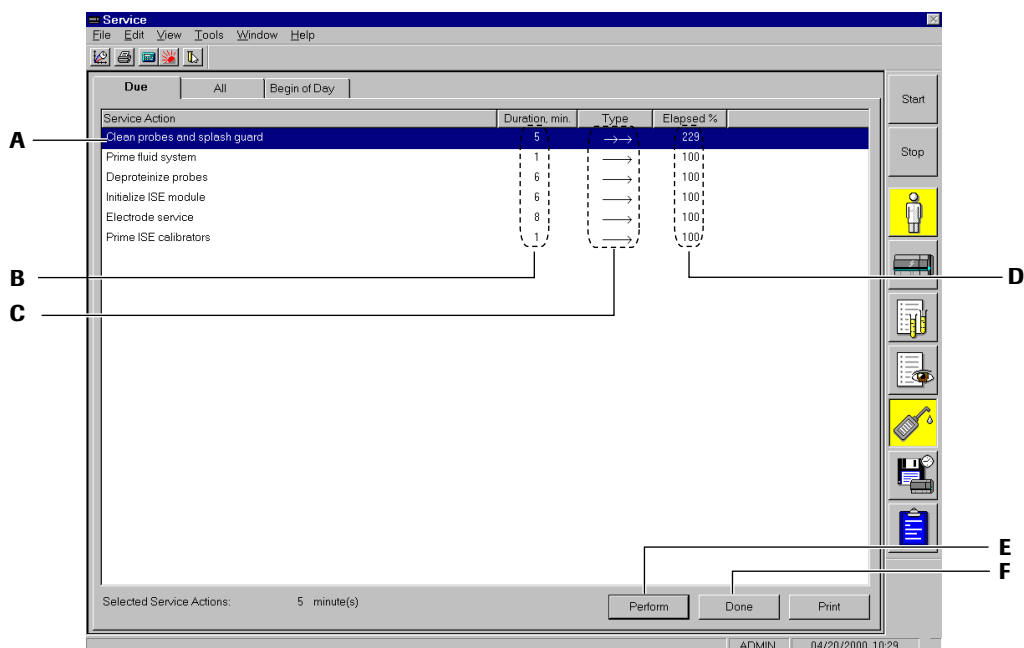 Service
File Edit View Tools Window Help
Due All Begin of Day
Start
Service Action Duration, min. Type Elapsed %
A
Clean probes and splash guard 5 →→ 229
Prime fluid system 1 → 100
Stop
Deproteinize probes 6 → 100
Initialize ISE module 6 → 100
Electrode service 8 → 100
Prime ISE calibrators 1 → 100
B
D
C
E
F
Selected Service Actions: 5 minute(s)
Perform Done Print
ADMIN 04/20/2000 10:29